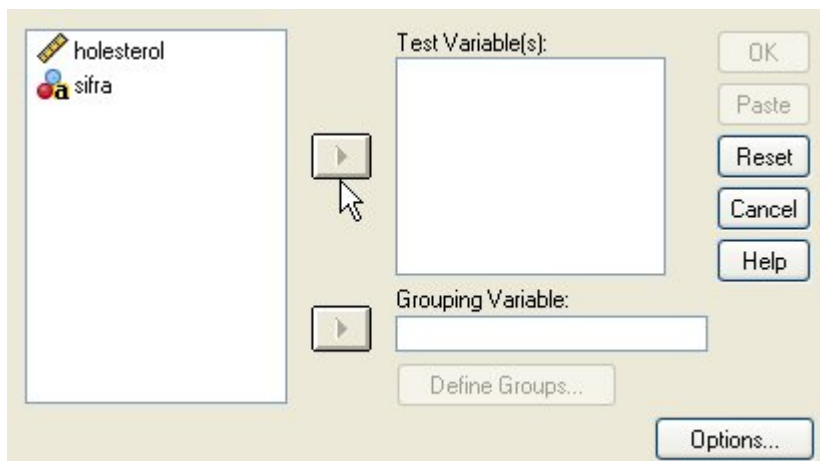 holesterol
sifra
Test Variable(s):
OK
Paste
Reset
Cancel
Help
Grouping Variable:
Define Groups...
Options...